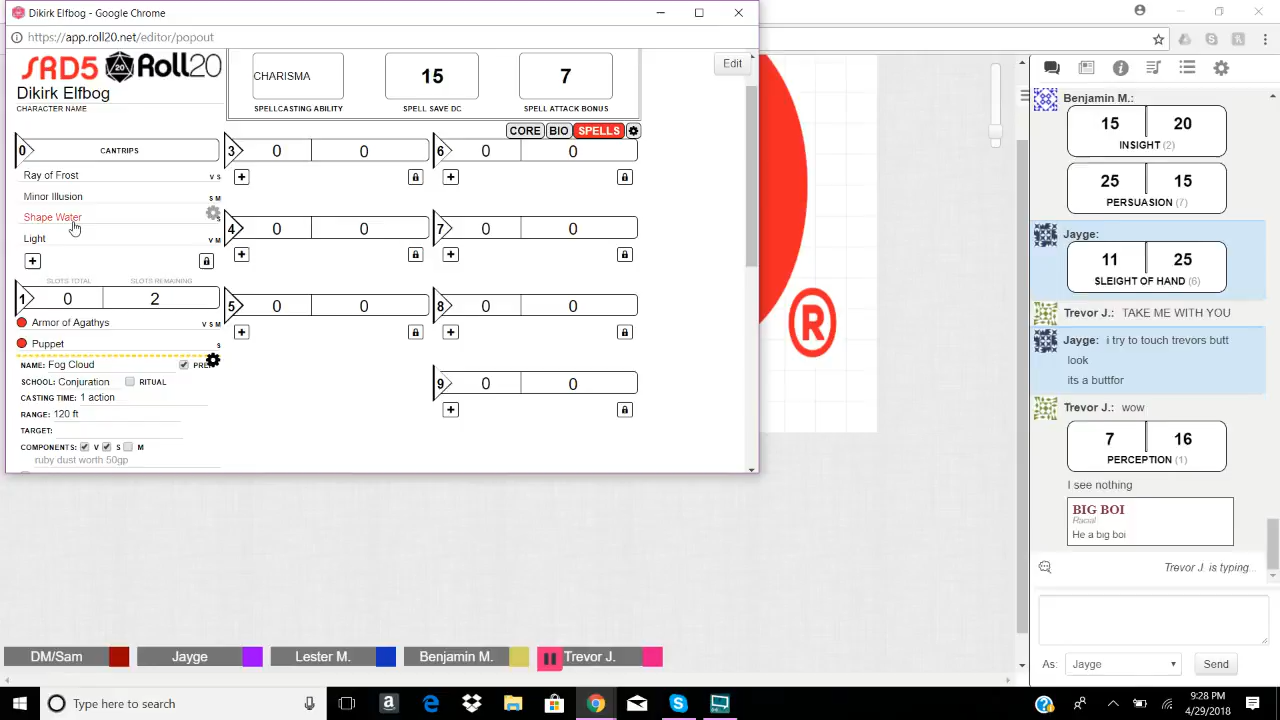 Dikirk Elfbog - Google Chrome
https://app.roll20.net/editor/popout
SRD5 20 Roll20
Dikirk Elfbog
CHARACTER NAME
CHARISMA 15 7
SPELLCASTING ABILITY SPELL SAVE DC SPELL ATTACK BONUS
Edit
CORE BIO SPELLS
0 CANTRIPS
Ray of Frost V S
Minor Illusion S M
Shape Water S
Light V M
+
SLOTS TOTAL SLOTS REMAINING
1 0 2
Armor of Agathys V S M
Puppet S
NAME: Fog Cloud PRE
SCHOOL: Conjuration RITUAL
CASTING TIME: 1 action
RANGE: 120 ft
TARGET:
COMPONENTS: V S M
ruby dust worth 50gp
3 0 0
+
4 0 0
+
5 0 0
+
6 0 0
+
7 0 0
+
8 0 0
+
9 0 0
+
®
Benjamin M.:
15 20
INSIGHT (2)
25 15
PERSUASION (7)
Jayge:
11 25
SLEIGHT OF HAND (6)
Trevor J.: TAKE ME WITH YOU
Jayge: i try to touch trevors butt
look
its a buttfor
Trevor J.: wow
7 16
PERCEPTION (1)
I see nothing
BIG BOI
Racial
He a big boi
Trevor J. is typing...
As: Jayge Send
DM/Sam Jayge Lester M. Benjamin M. Trevor J.
Type here to search
9:28 PM
4/29/2018